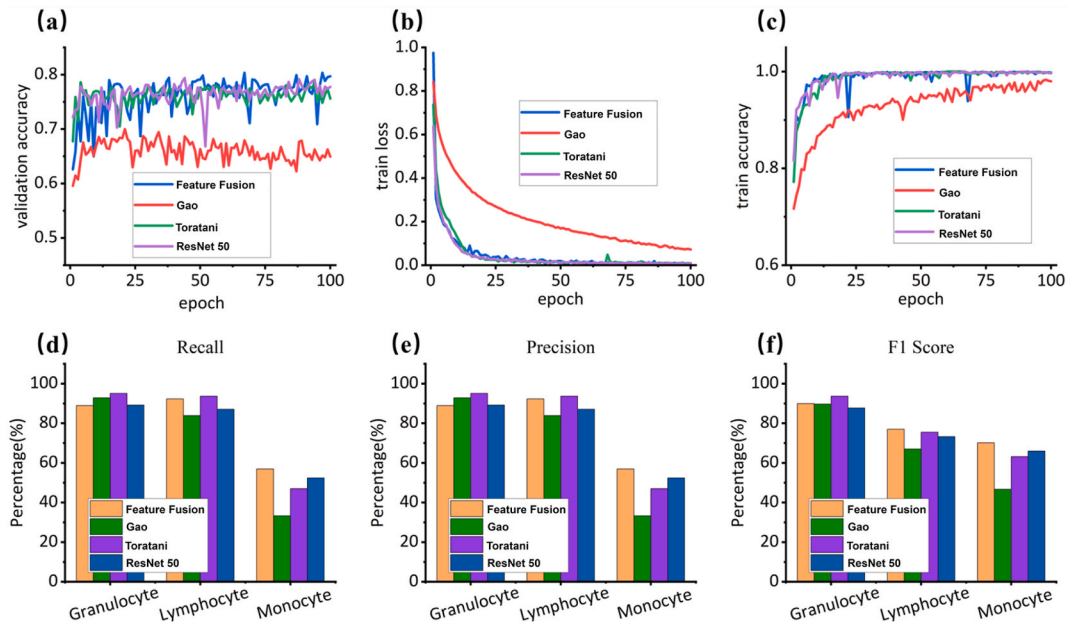 (a)
validation accuracy
0.8
0.7
0.6
0.5
Feature Fusion
Gao
Toratani
ResNet 50
0 25 50 75 100
epoch
(b)
train loss
1.0
0.8
0.6
0.4
0.2
0.0
Feature Fusion
Gao
Toratani
ResNet 50
0 25 50 75 100
epoch
(c)
train accuracy
1.0
0.8
0.6
Feature Fusion
Gao
Toratani
ResNet 50
0 25 50 75 100
epoch
(d)
Recall
Percentage(%)
100
80
60
40
20
0
Feature Fusion
Gao
Toratani
ResNet 50
Granulocyte Lymphocyte Monocyte
(e)
Precision
Percentage(%)
100
80
60
40
20
0
Feature Fusion
Gao
Toratani
ResNet 50
Granulocyte Lymphocyte Monocyte
(f)
F1 Score
Percentage(%)
100
80
60
40
20
0
Feature Fusion
Gao
Toratani
ResNet 50
Granulocyte Lymphocyte Monocyte